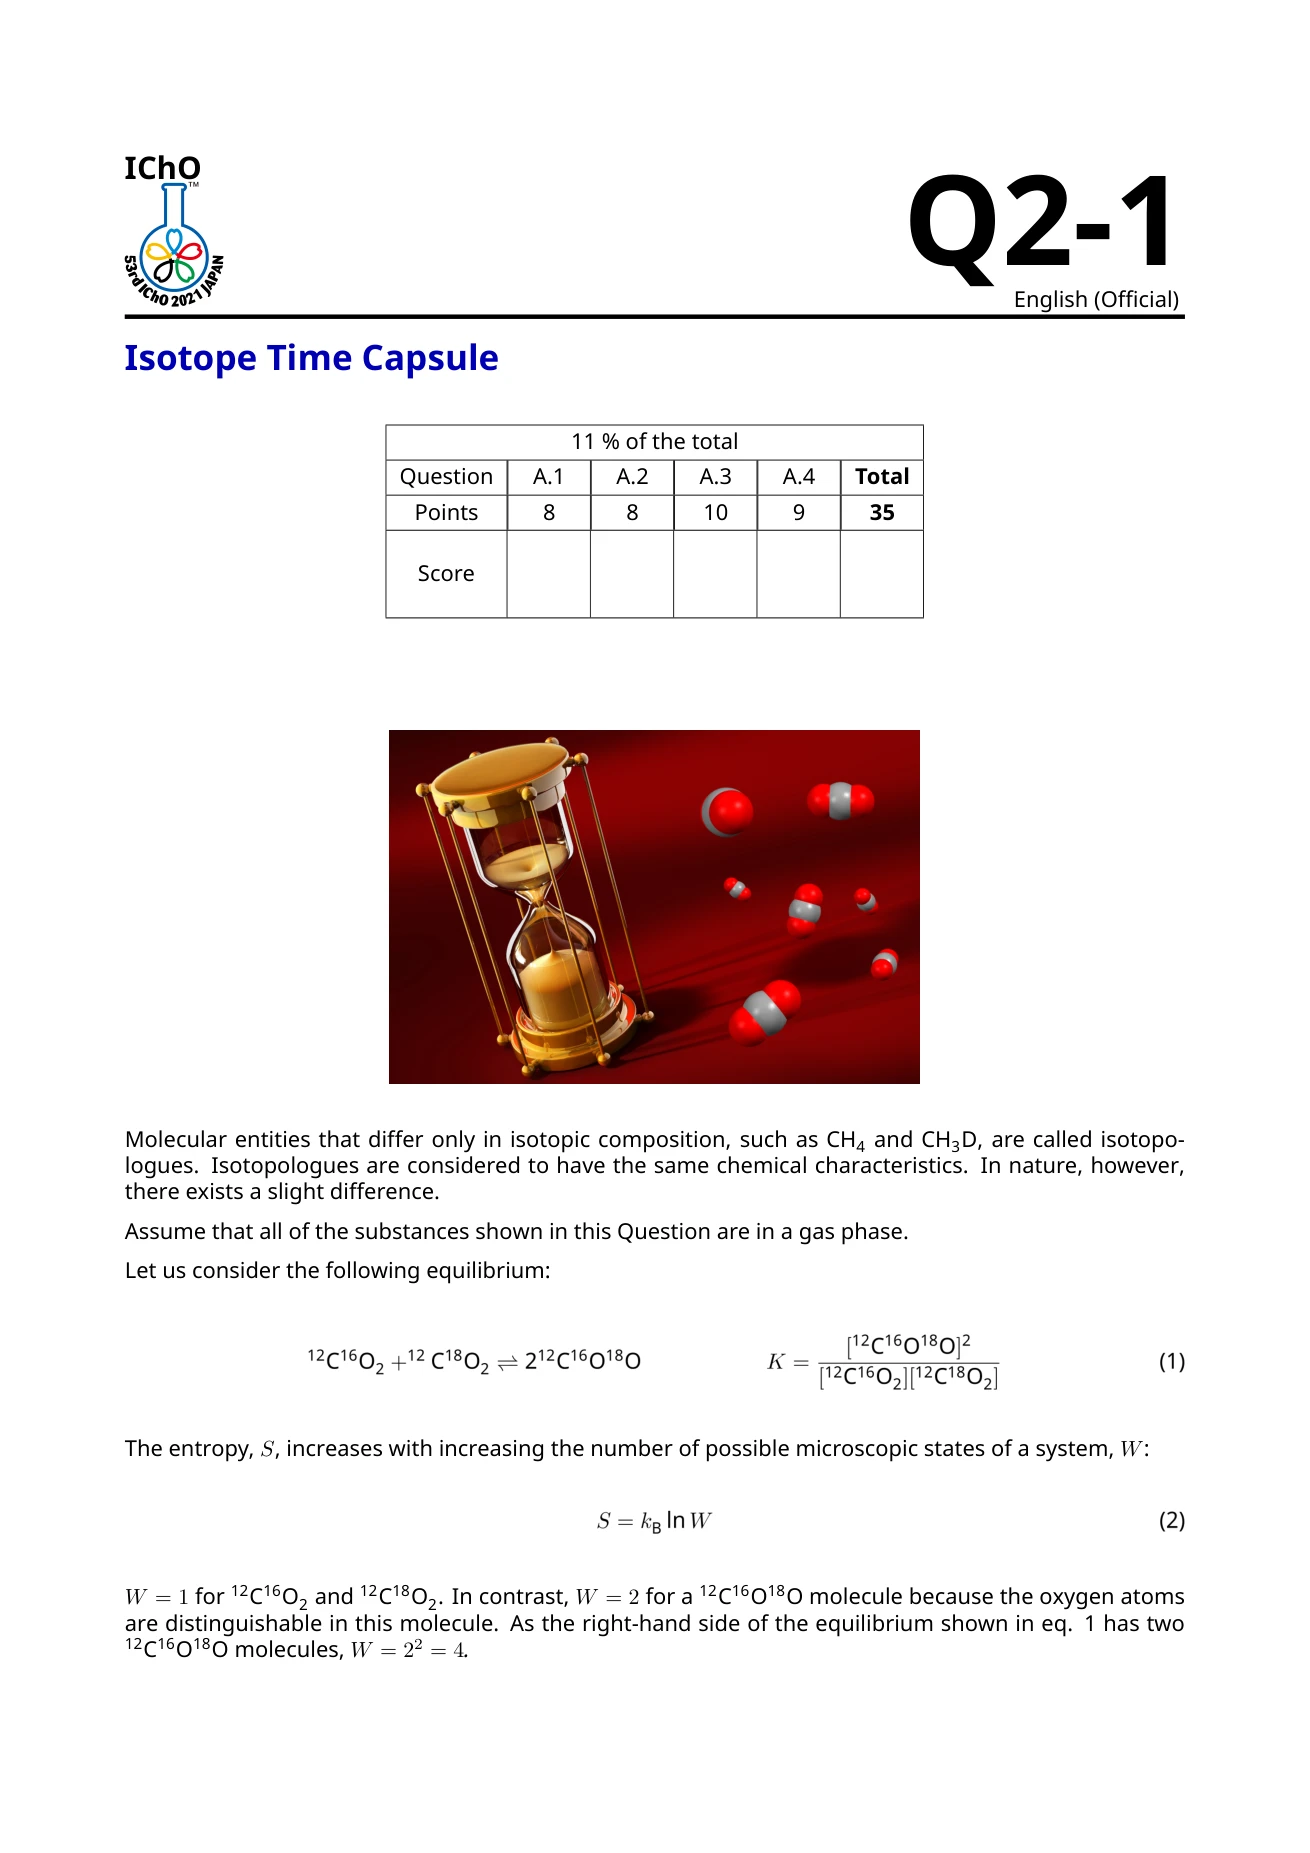 IChO
TM
53rd IChO 2021 JAPAN
Q2-1
English (Official)
Isotope Time Capsule
11 % of the total
Question A.1 A.2 A.3 A.4 Total
Points 8 8 10 9 35
Score
Molecular entities that differ only in isotopic composition, such as CH₄ and CH₃D, are called isotopo-
logues. Isotopologues are considered to have the same chemical characteristics. In nature, however,
there exists a slight difference.
Assume that all of the substances shown in this Question are in a gas phase.
Let us consider the following equilibrium:
¹²C¹⁶O₂ +¹² C¹⁸O₂ ⇌ 2¹²C¹⁶O¹⁸O K = [¹²C¹⁶O¹⁸O]² / [¹²C¹⁶O₂][¹²C¹⁸O₂] (1)
The entropy, S, increases with increasing the number of possible microscopic states of a system, W:
S = k_B ln W (2)
W = 1 for ¹²C¹⁶O₂ and ¹²C¹⁸O₂. In contrast, W = 2 for a ¹²C¹⁶O¹⁸O molecule because the oxygen atoms
are distinguishable in this molecule. As the right-hand side of the equilibrium shown in eq. 1 has two
¹²C¹⁶O¹⁸O molecules, W = 2² = 4.